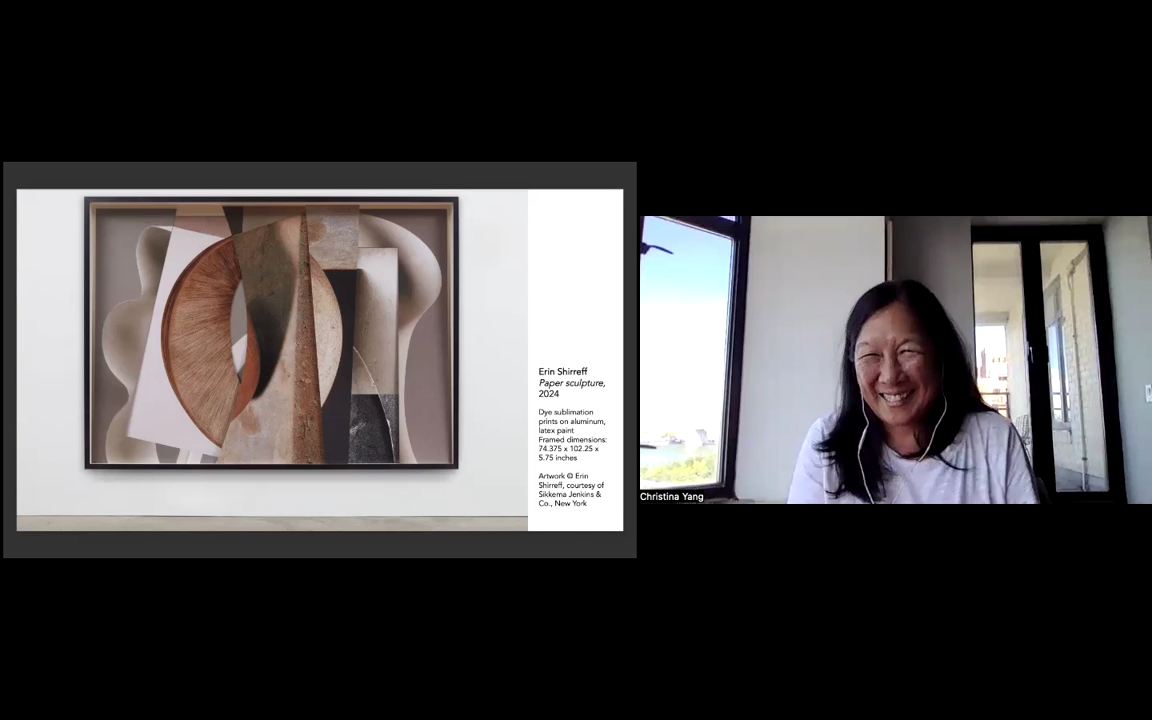 Erin Shirreff
Paper sculpture,
2024
Dye sublimation
prints on aluminum,
latex paint
Framed dimensions:
74.375 x 102.25 x
5.75 inches
Artwork © Erin
Shirreff, courtesy of
Sikkema Jenkins &
Co., New York
Christina Yang